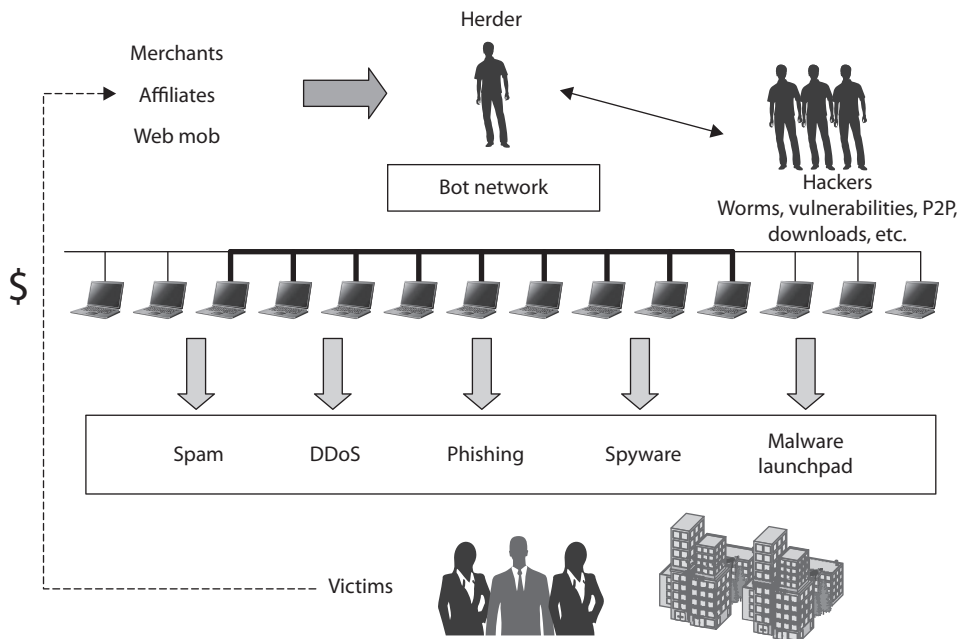 Herder
Merchants
Affiliates
Web mob
Bot network
Hackers
Worms, vulnerabilities, P2P,
downloads, etc.
$
Spam
DDoS
Phishing
Spyware
Malware
launchpad
Victims